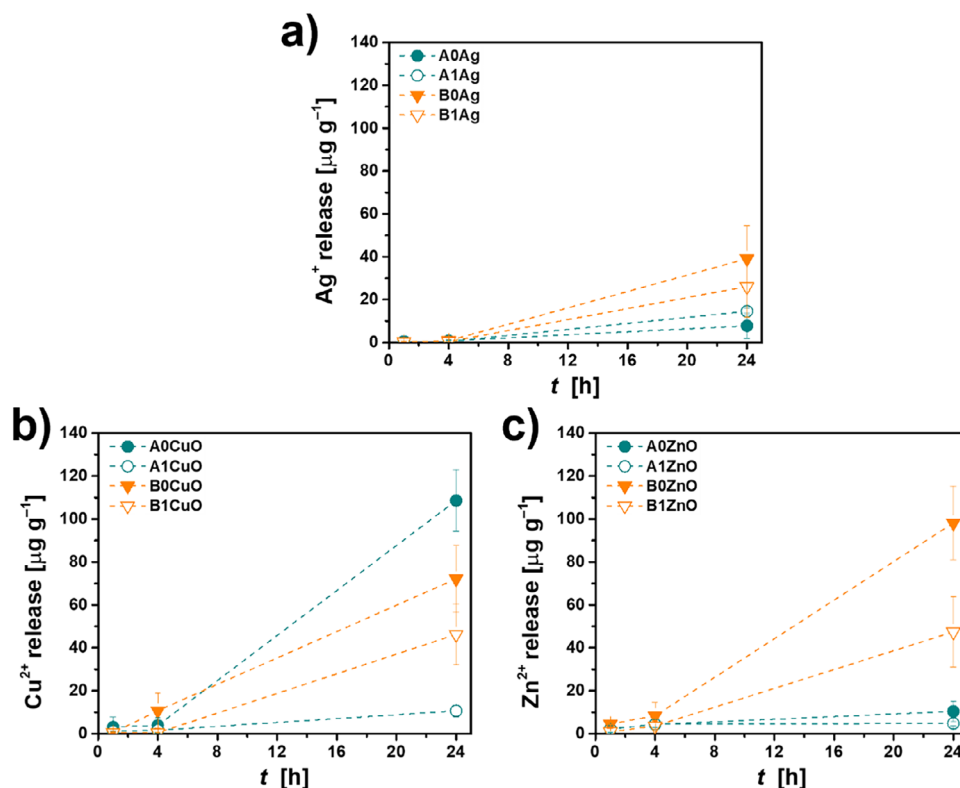 a)
140
120
100
80
60
40
20
0
Ag⁺ release [µg g⁻¹]
A0Ag
A1Ag
B0Ag
B1Ag
0 4 8 12 16 20 24
t [h]
b)
140
120
100
80
60
40
20
0
Cu²⁺ release [µg g⁻¹]
A0CuO
A1CuO
B0CuO
B1CuO
0 4 8 12 16 20 24
t [h]
c)
140
120
100
80
60
40
20
0
Zn²⁺ release [µg g⁻¹]
A0ZnO
A1ZnO
B0ZnO
B1ZnO
0 4 8 12 16 20 24
t [h]